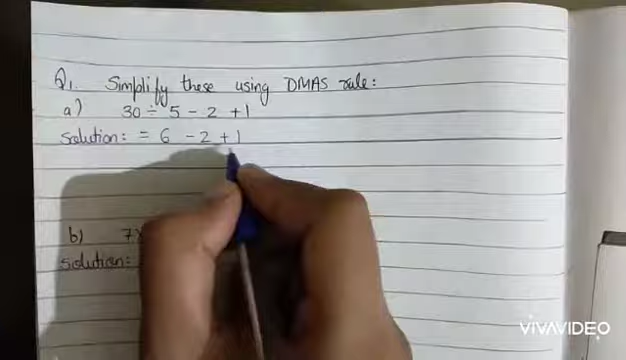 Q1. Simplify these using DMAS rule:
a) 30 ÷ 5 - 2 + 1
Solution: = 6 - 2 + 1
b) 7
Solution:
VIVAVIDEO